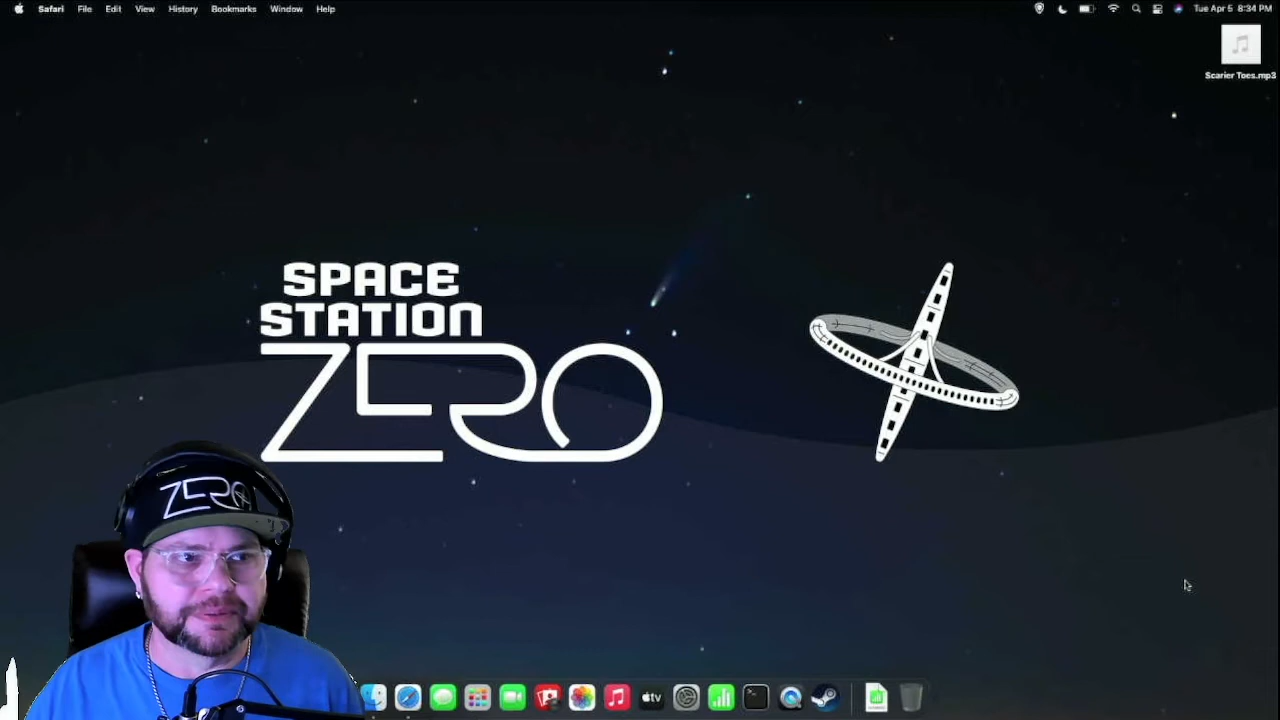 Safari File Edit View History Bookmarks Window Help
Tue Apr 5 8:34 PM
Scarier Toes.mp3
SPACE
STATION
ZERO
ZERO
tv